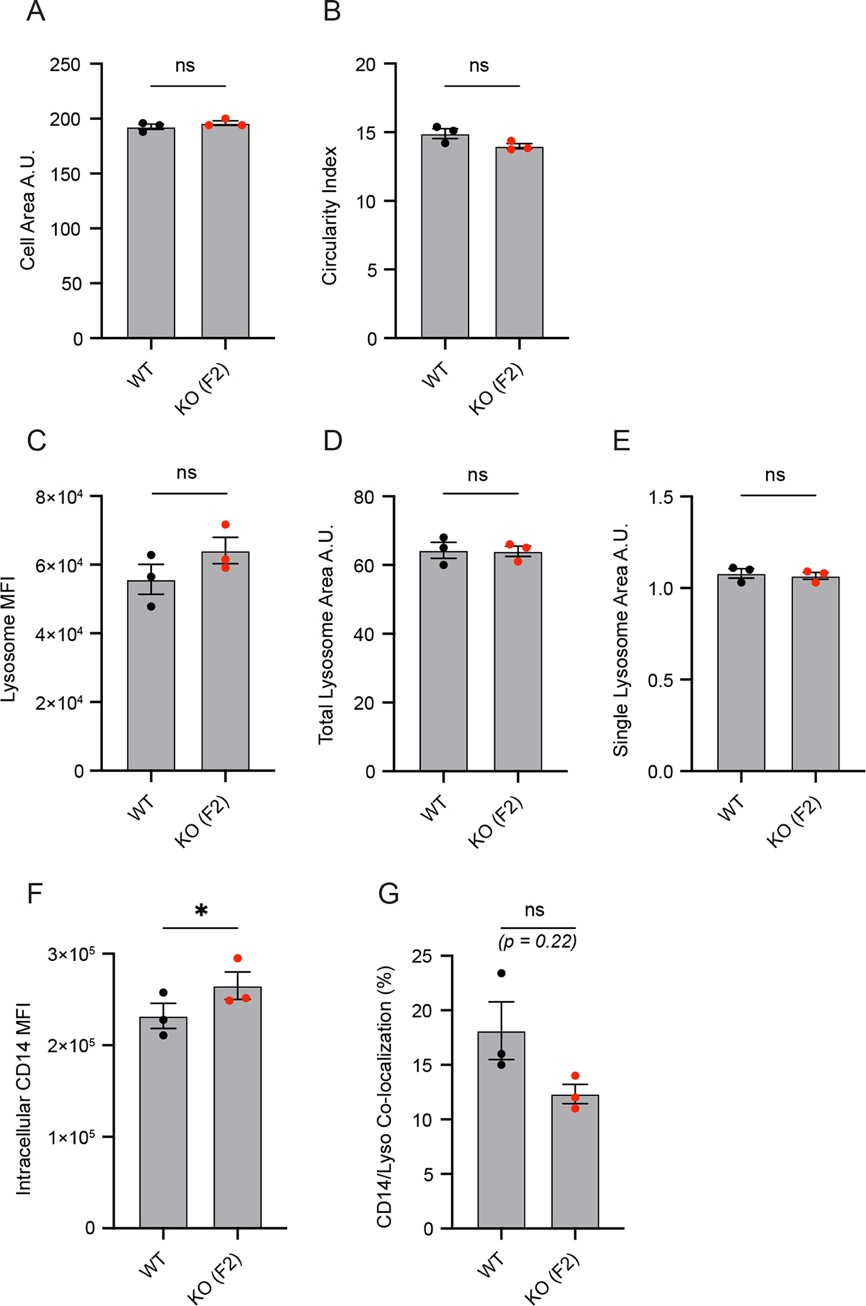 A
B
250
200
150
100
50
0
Cell Area A.U.
ns
WT
KO (F2)
20
15
10
5
0
Circularity Index
ns
WT
KO (F2)
C
D
E
8×10⁴
6×10⁴
4×10⁴
2×10⁴
0
Lysosome MFI
ns
WT
KO (F2)
80
60
40
20
0
Total Lysosome Area A.U.
ns
WT
KO (F2)
1.5
1.0
0.5
0.0
Single Lysosome Area A.U.
ns
WT
KO (F2)
F
G
3×10⁵
2×10⁵
1×10⁵
0
Intracellular CD14 MFI
*
WT
KO (F2)
25
20
15
10
5
0
CD14/Lyso Co-localization (%)
ns
(p = 0.22)
WT
KO (F2)